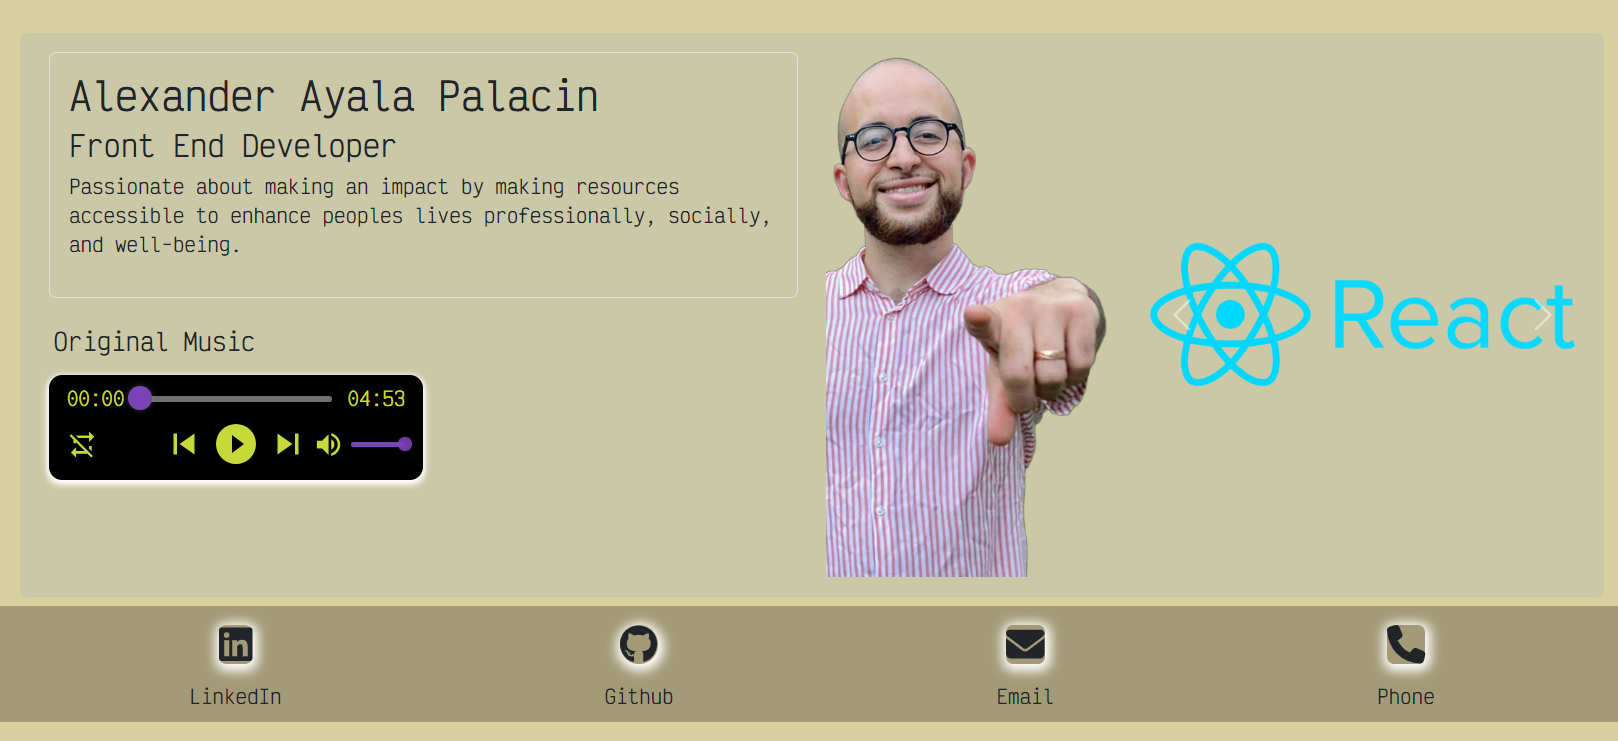 Alexander Ayala Palacin
Front End Developer
Passionate about making an impact by making resources
accessible to enhance peoples lives professionally, socially,
and well-being.
Original Music
00:00 04:53
React
in
LinkedIn Github Email Phone